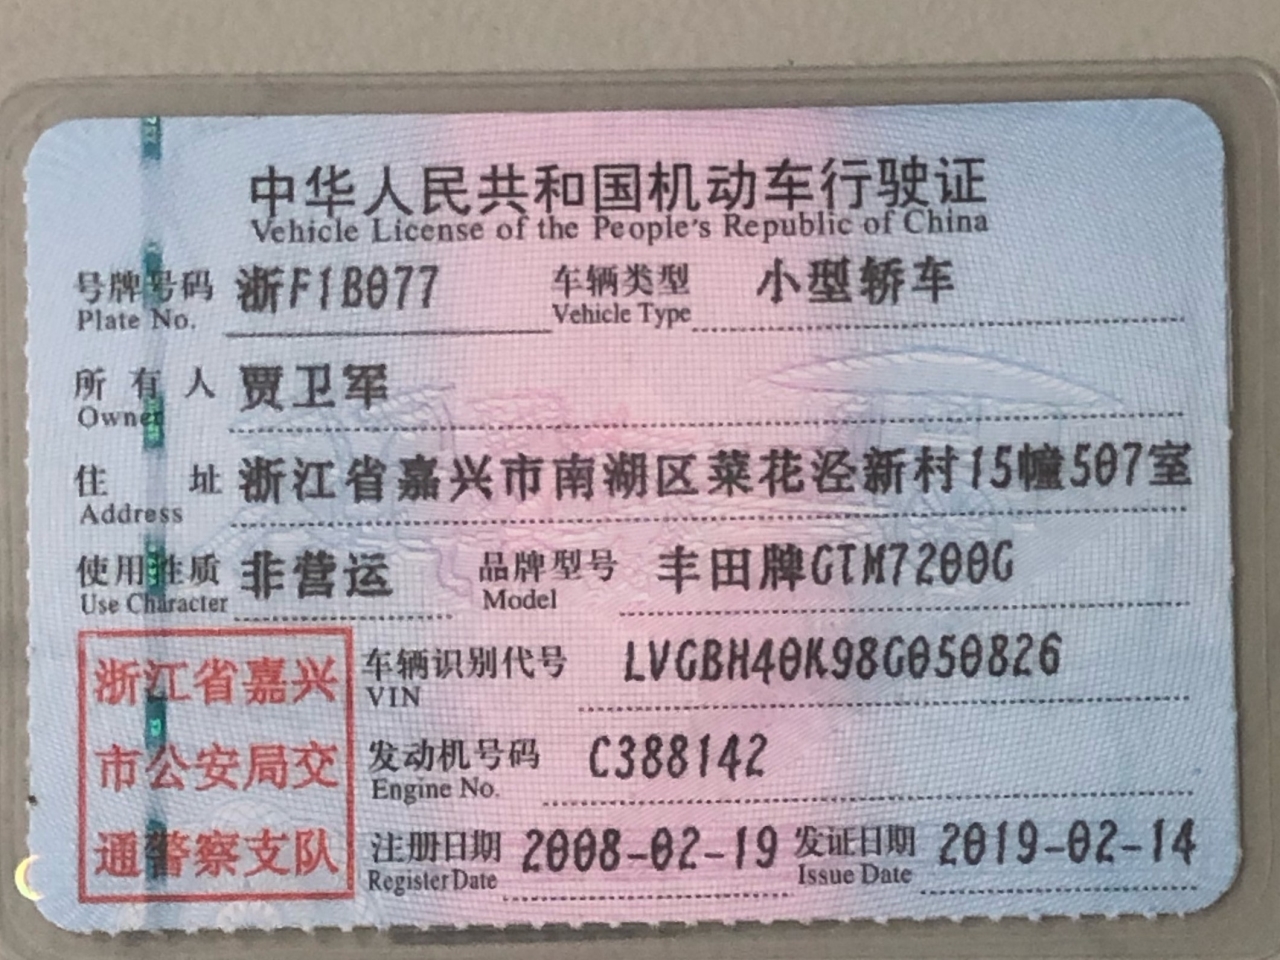 中华人民共和国机动车行驶证
Vehicle License of the People's Republic of China
号牌号码 浙F1B077 车辆类型 小型轿车
Plate No. Vehicle Type
所有人 贾卫军
Owner
住址 浙江省嘉兴市南湖区菜花泾新村15幢507室
Address
使用性质 非营运 品牌型号 丰田牌GTM7200G
Use Character Model
浙江省嘉兴
市公安局交
通警察支队
车辆识别代号 LVGBH40K98G050826
VIN
发动机号码 C388142
Engine No.
注册日期 2008-02-19 发证日期 2019-02-14
Register Date Issue Date